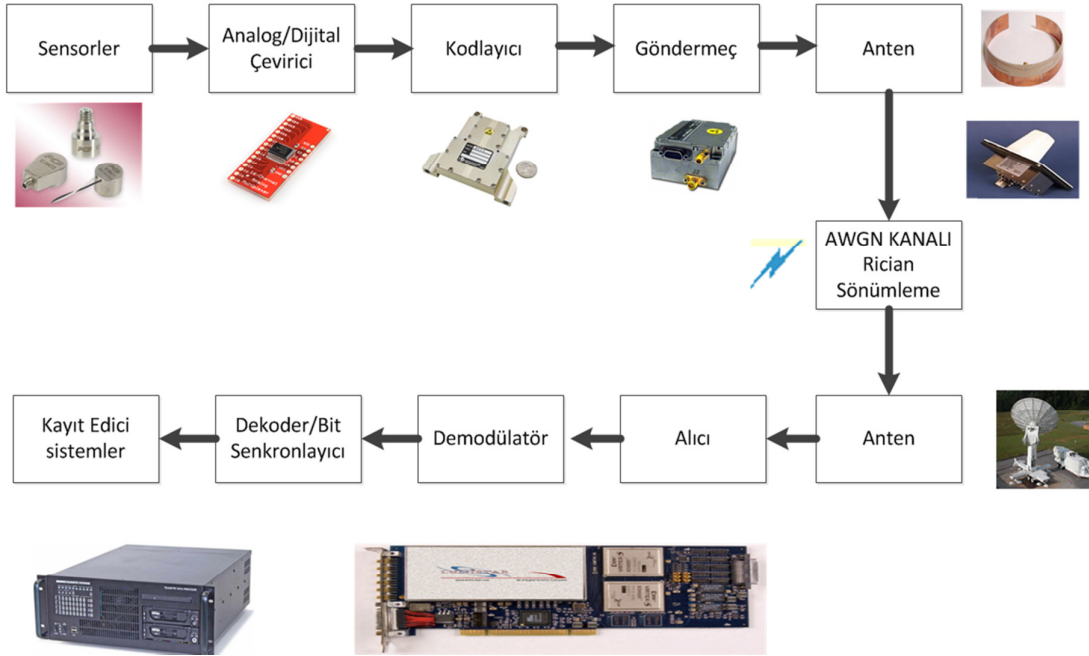 Sensorler
Analog/Dijital
Çevirici
Kodlayıcı
Göndermeç
Anten
AWGN KANALI
Rician
Sönümleme
Kayıt Edici
sistemler
Dekoder/Bit
Senkronlayıcı
Demodülatör
Alıcı
Anten